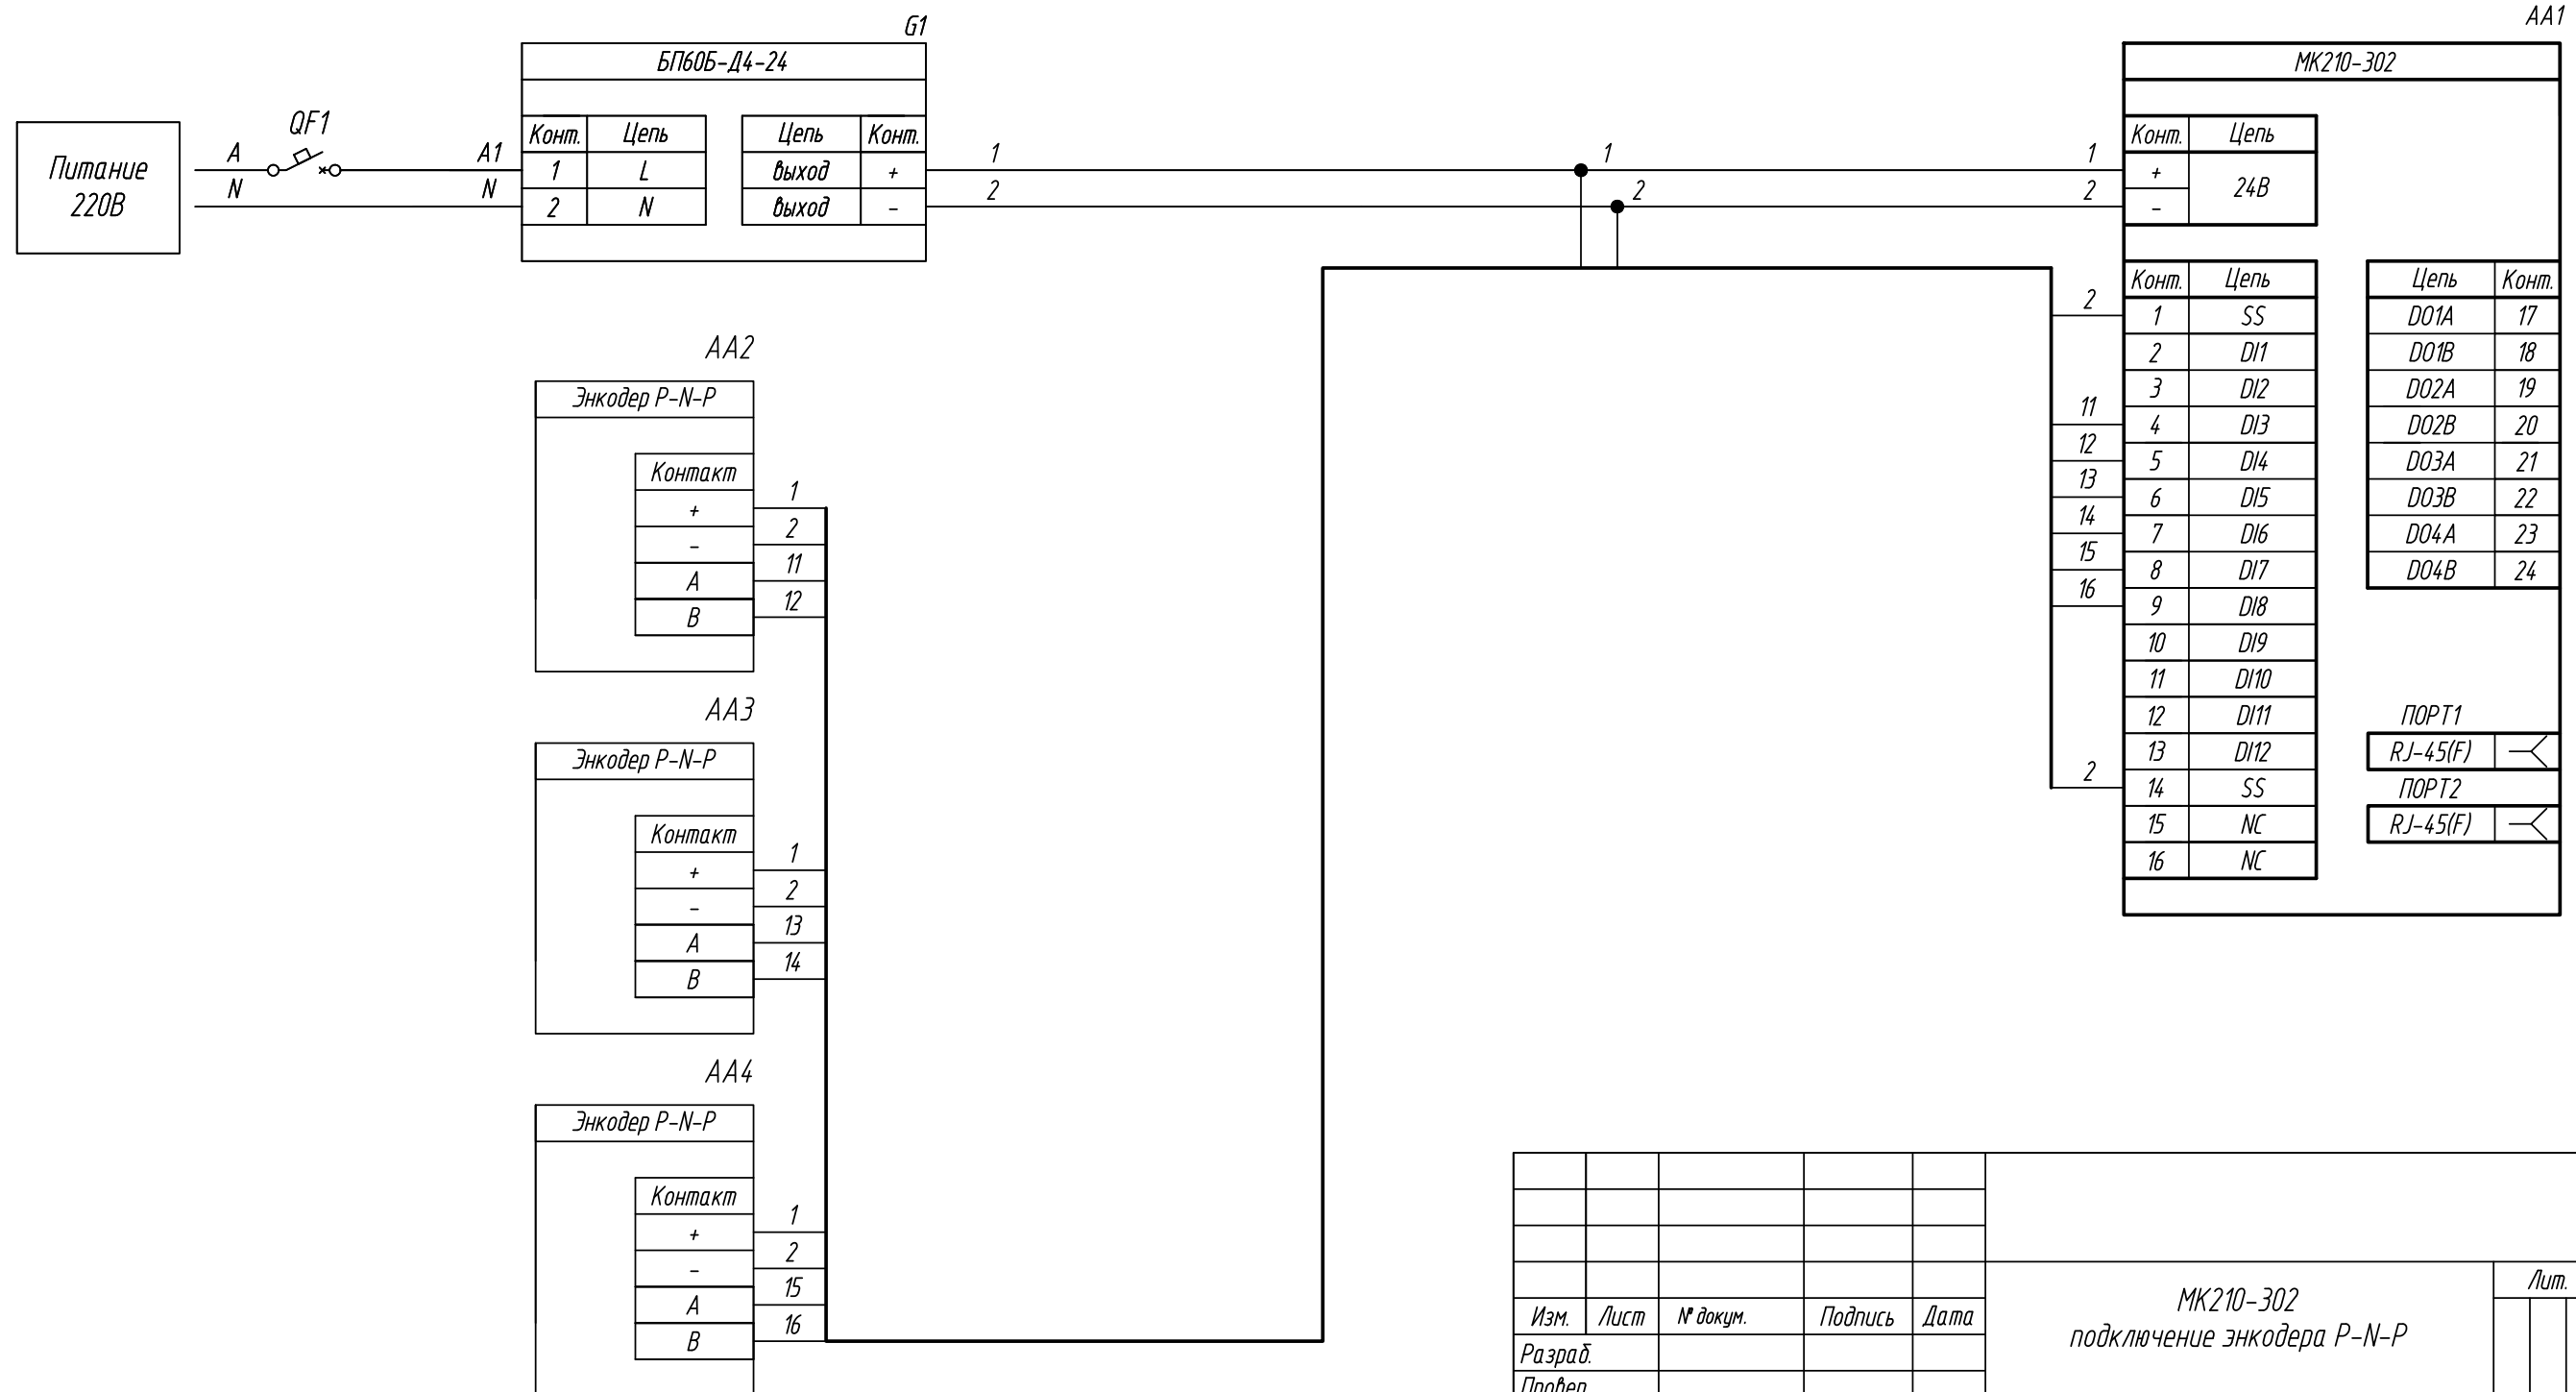 G1
АА1
БП60Б-Д4-24
МК210-302
Питание
220В
QF1
A
N
A1
N
Конт. Цепь
1 L
2 N
Цепь Конт.
выход +
выход -
1
2
1
2
1
2
Конт. Цепь
+ 24В
-
Конт. Цепь
1 SS
2 DI1
3 DI2
4 DI3
5 DI4
6 DI5
7 DI6
8 DI7
9 DI8
10 DI9
11 DI10
12 DI11
13 DI12
14 SS
15 NC
16 NC
2
11
12
13
14
15
16
2
Цепь Конт.
DO1A 17
DO1B 18
DO2A 19
DO2B 20
DO3A 21
DO3B 22
DO4A 23
DO4B 24
ПОРТ1
RJ-45(F)
ПОРТ2
RJ-45(F)
АА2
Энкодер P-N-P
Контакт
+ 1
- 2
A 11
B 12
АА3
Энкодер P-N-P
Контакт
+ 1
- 2
A 13
B 14
АА4
Энкодер P-N-P
Контакт
+ 1
- 2
A 15
B 16
Изм. Лист № докум. Подпись Дата
Разраб.
Провер
МК210-302
подключение энкодера P-N-P
Лит.